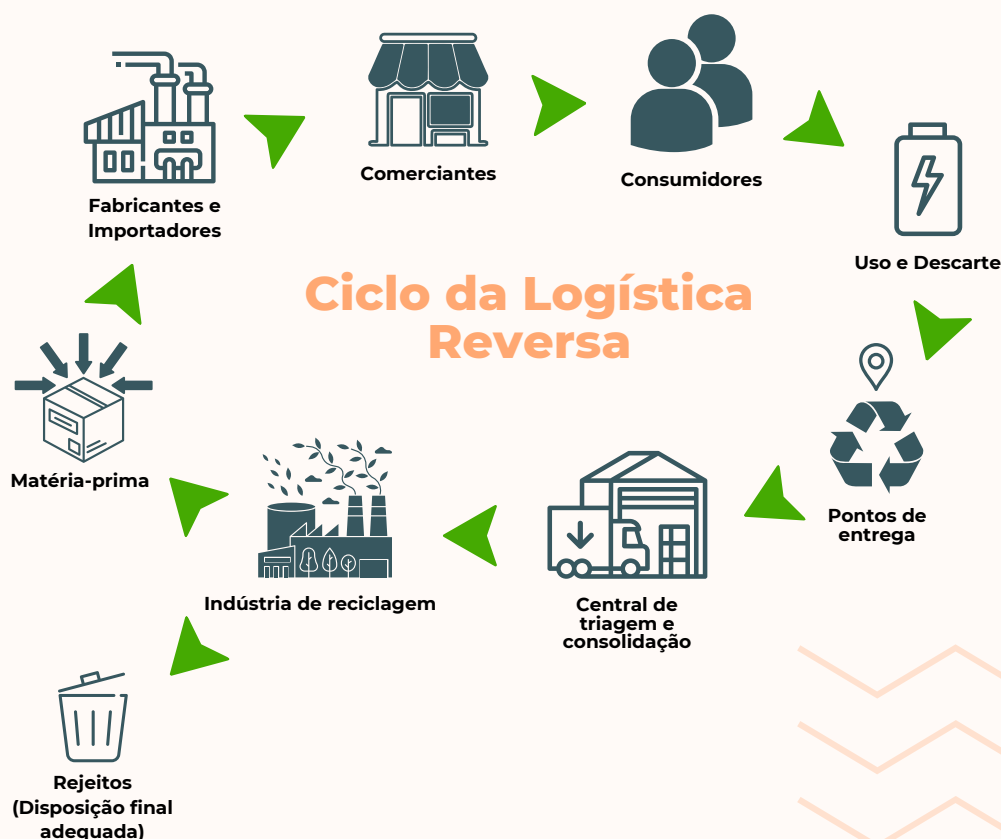 Comerciantes
Consumidores
Fabricantes e
Importadores
Uso e Descarte
Ciclo da Logística
Reversa
Matéria-prima
Pontos de
entrega
Indústria de reciclagem
Central de
triagem e
consolidação
Rejeitos
(Disposição final
adequada)